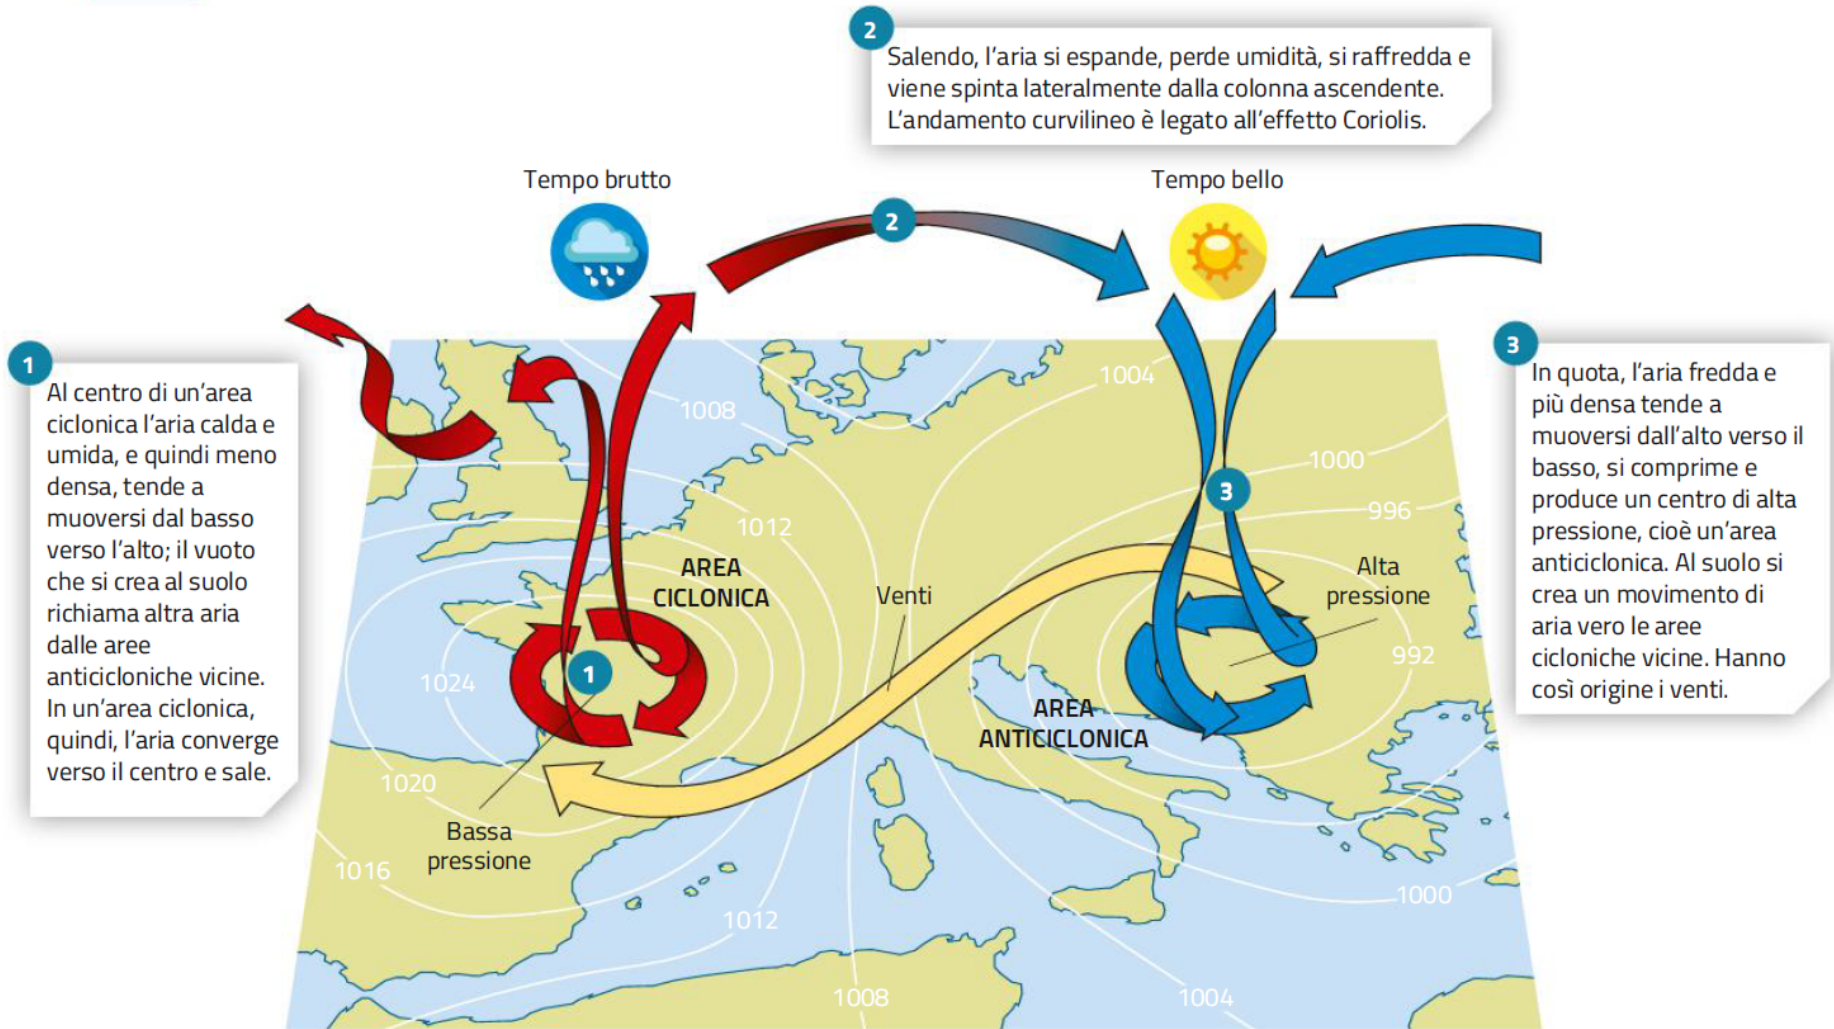 2
Salendo, l'aria si espande, perde umidità, si raffredda e
viene spinta lateralmente dalla colonna ascendente.
L'andamento curvilineo è legato all'effetto Coriolis.
Tempo brutto
Tempo bello
2
1
Al centro di un'area
ciclonica l'aria calda e
umida, e quindi meno
densa, tende a
muoversi dal basso
verso l'alto; il vuoto
che si crea al suolo
richiama altra aria
dalle aree
anticicloniche vicine.
In un'area ciclonica,
quindi, l'aria converge
verso il centro e sale.
3
In quota, l'aria fredda e
più densa tende a
muoversi dall'alto verso il
basso, si comprime e
produce un centro di alta
pressione, cioè un'area
anticiclonica. Al suolo si
crea un movimento di
aria vero le aree
cicloniche vicine. Hanno
così origine i venti.
1004
1008
1000
3
996
1012
AREA
CICLONICA
Venti
Alta
pressione
992
1
1024
AREA
ANTICICLONICA
1020
Bassa
pressione
1016
1000
1012
1008
1004